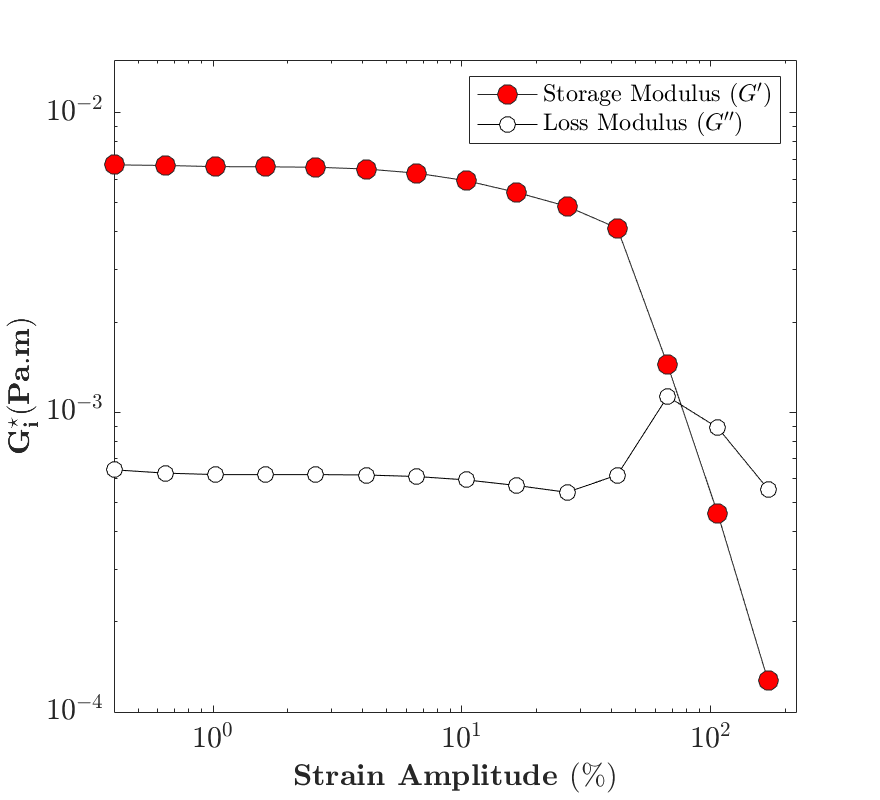 Storage Modulus (G′)
Loss Modulus (G″)
10⁻²
10⁻³
10⁻⁴
G*ᵢ(Pa.m)
10⁰ 10¹ 10²
Strain Amplitude (%)